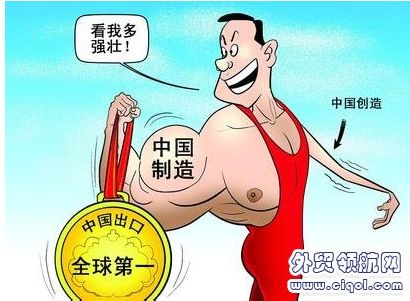 看我多
强壮！
中国创造
中国
制造
中国出口
全球第一
外贸领航网
www.ciqol.com